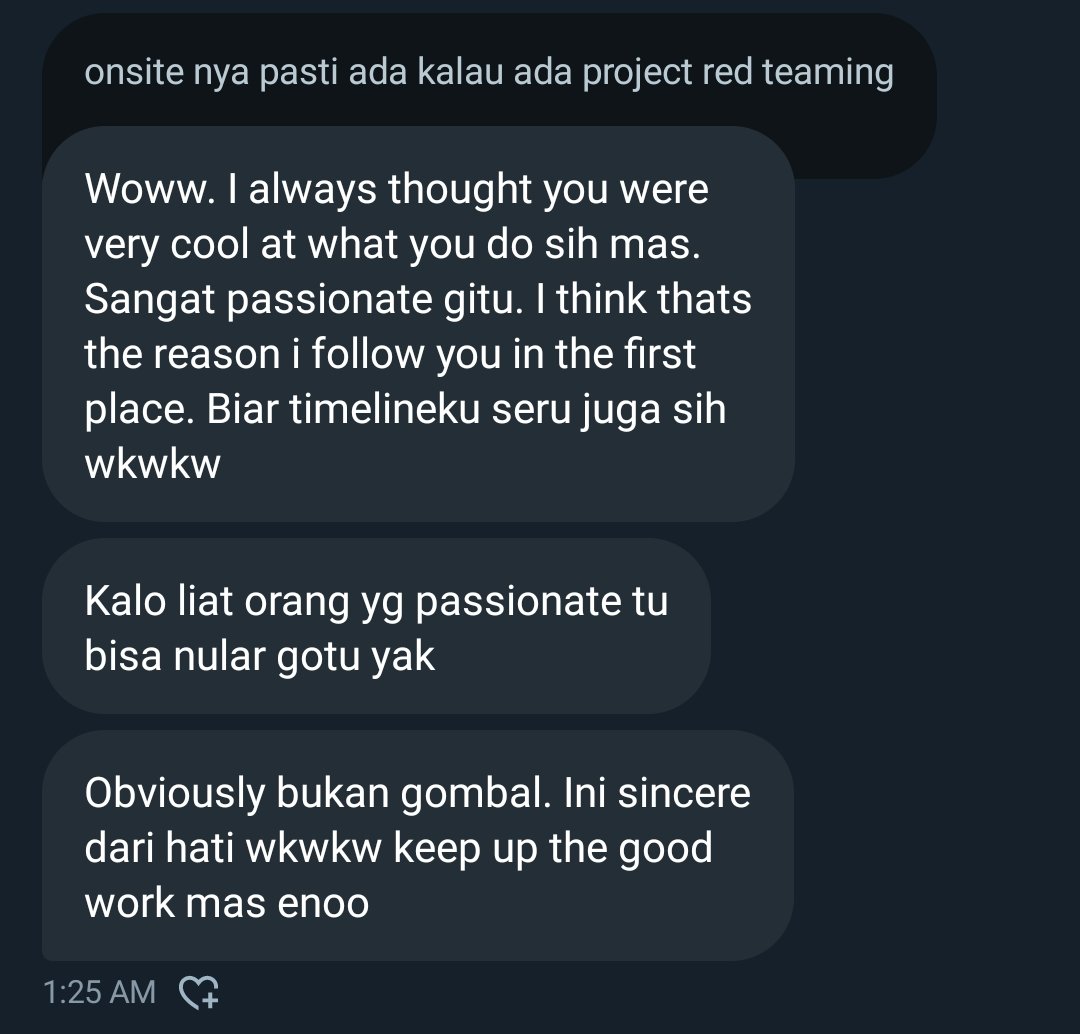 onsite nya pasti ada kalau ada project red teaming
Woww. I always thought you were
very cool at what you do sih mas.
Sangat passionate gitu. I think thats
the reason i follow you in the first
place. Biar timelineku seru juga sih
wkwkw
Kalo liat orang yg passionate tu
bisa nular gotu yak
Obviously bukan gombal. Ini sincere
dari hati wkwkw keep up the good
work mas enoo
1:25 AM